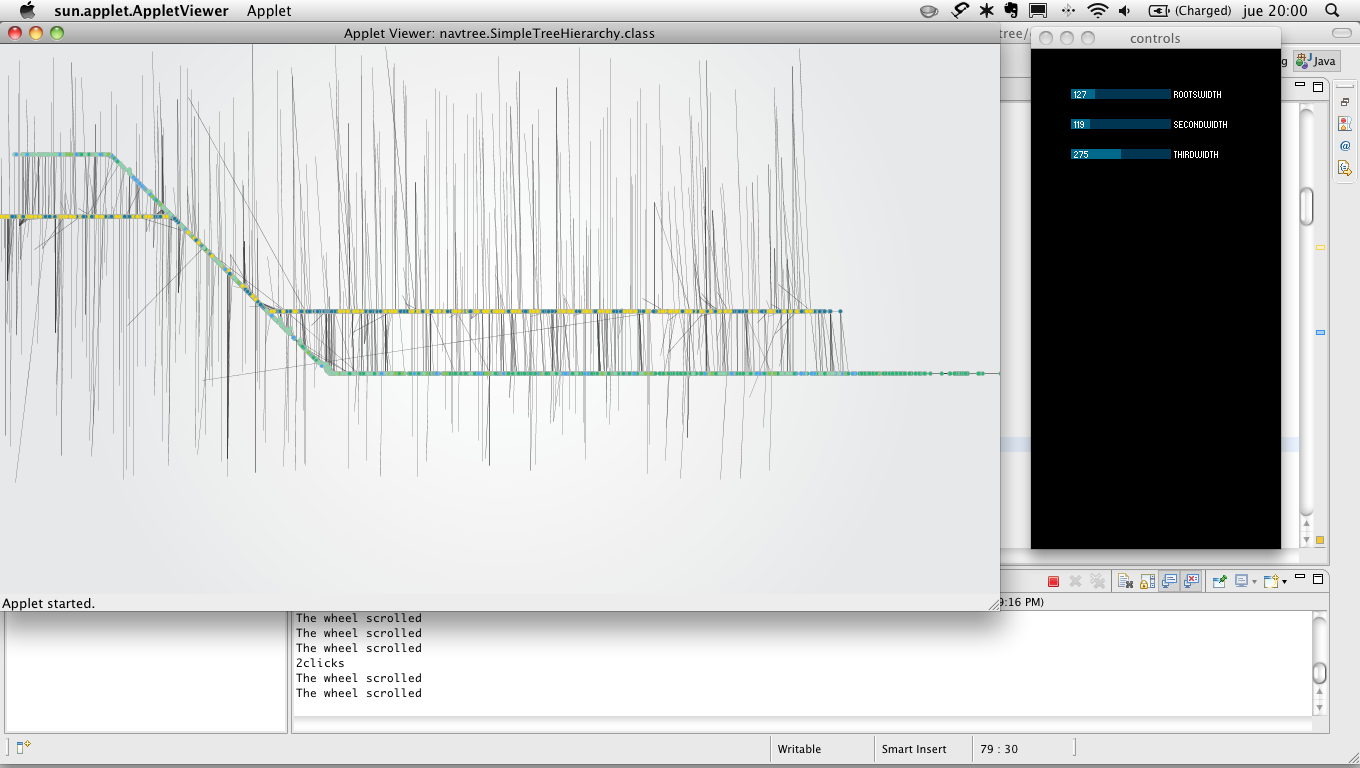 sun.applet.AppletViewer Applet (Charged) jue 20:00
Applet Viewer: navtree.SimpleTreeHierarchy.class
tree/
controls
g Java
127 ROOTSWIDTH
119 SECONDWIDTH
275 THIRDWIDTH
Applet started.
9:16 PM)
The wheel scrolled
The wheel scrolled
The wheel scrolled
2clicks
The wheel scrolled
The wheel scrolled
Writable Smart Insert 79 : 30